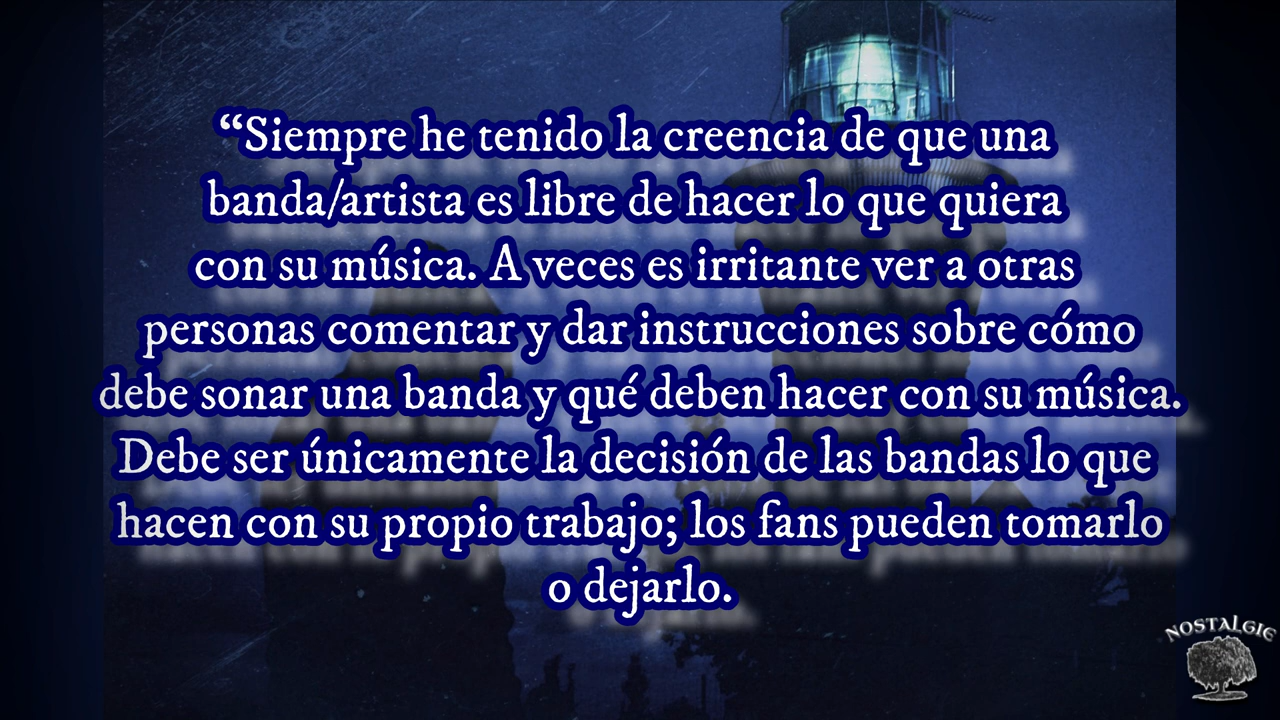 “Siempre he tenido la creencia de que una
banda/artista es libre de hacer lo que quiera
con su música. A veces es irritante ver a otras
personas comentar y dar instrucciones sobre cómo
debe sonar una banda y qué deben hacer con su música.
Debe ser únicamente la decisión de las bandas lo que
hacen con su propio trabajo; los fans pueden tomarlo
o dejarlo.
NOSTALGIE